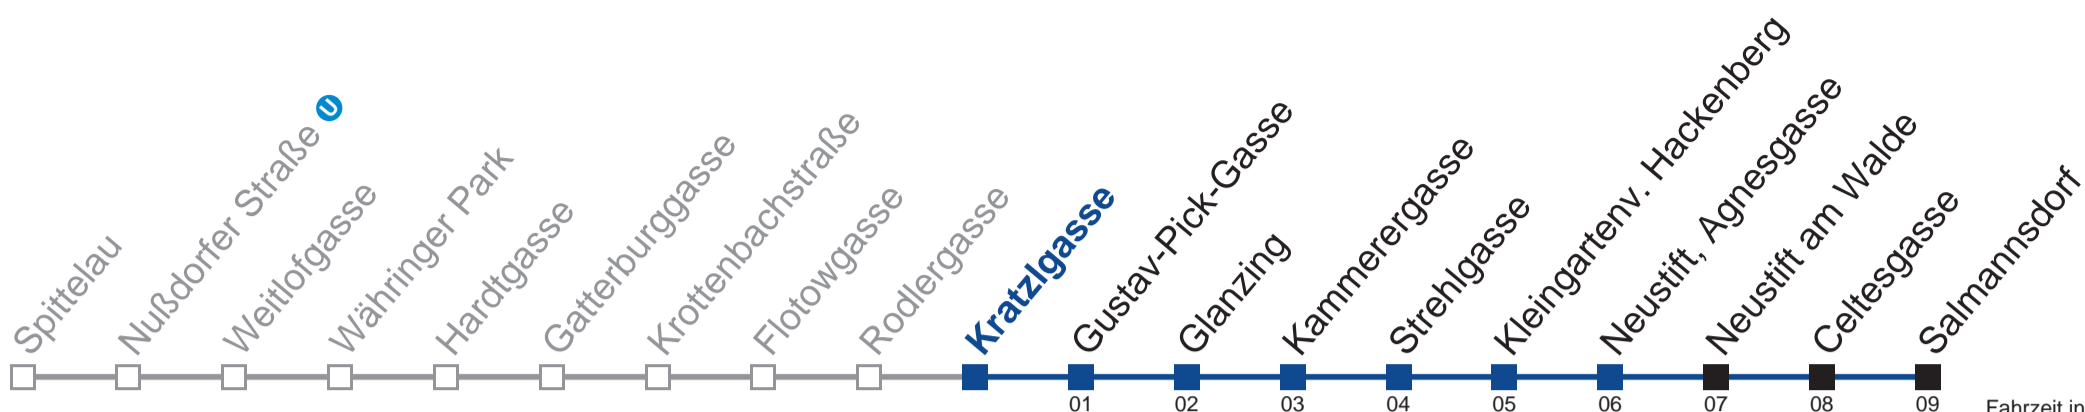 Spittelau
Nußdorfer Straße U
Weitlofgasse
Währinger Park
Hardtgasse
Gatterburggasse
Krottenbachstraße
Flotowgasse
Rodlergasse
Kratzlgasse
Gustav-Pick-Gasse
Glanzing
Kammerergasse
Strehlgasse
Kleingartenv. Hackenberg
Neustift, Agnesgasse
Neustift am Walde
Celtesgasse
Salmannsdorf
01 02 03 04 05 06 07 08 09
Fahrzeit in